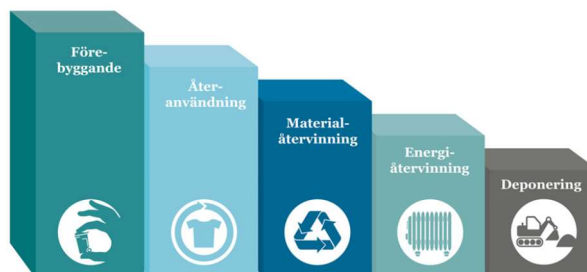 Före-
byggande
Åter-
användning
Material-
återvinning
Energi-
återvinning
Deponering